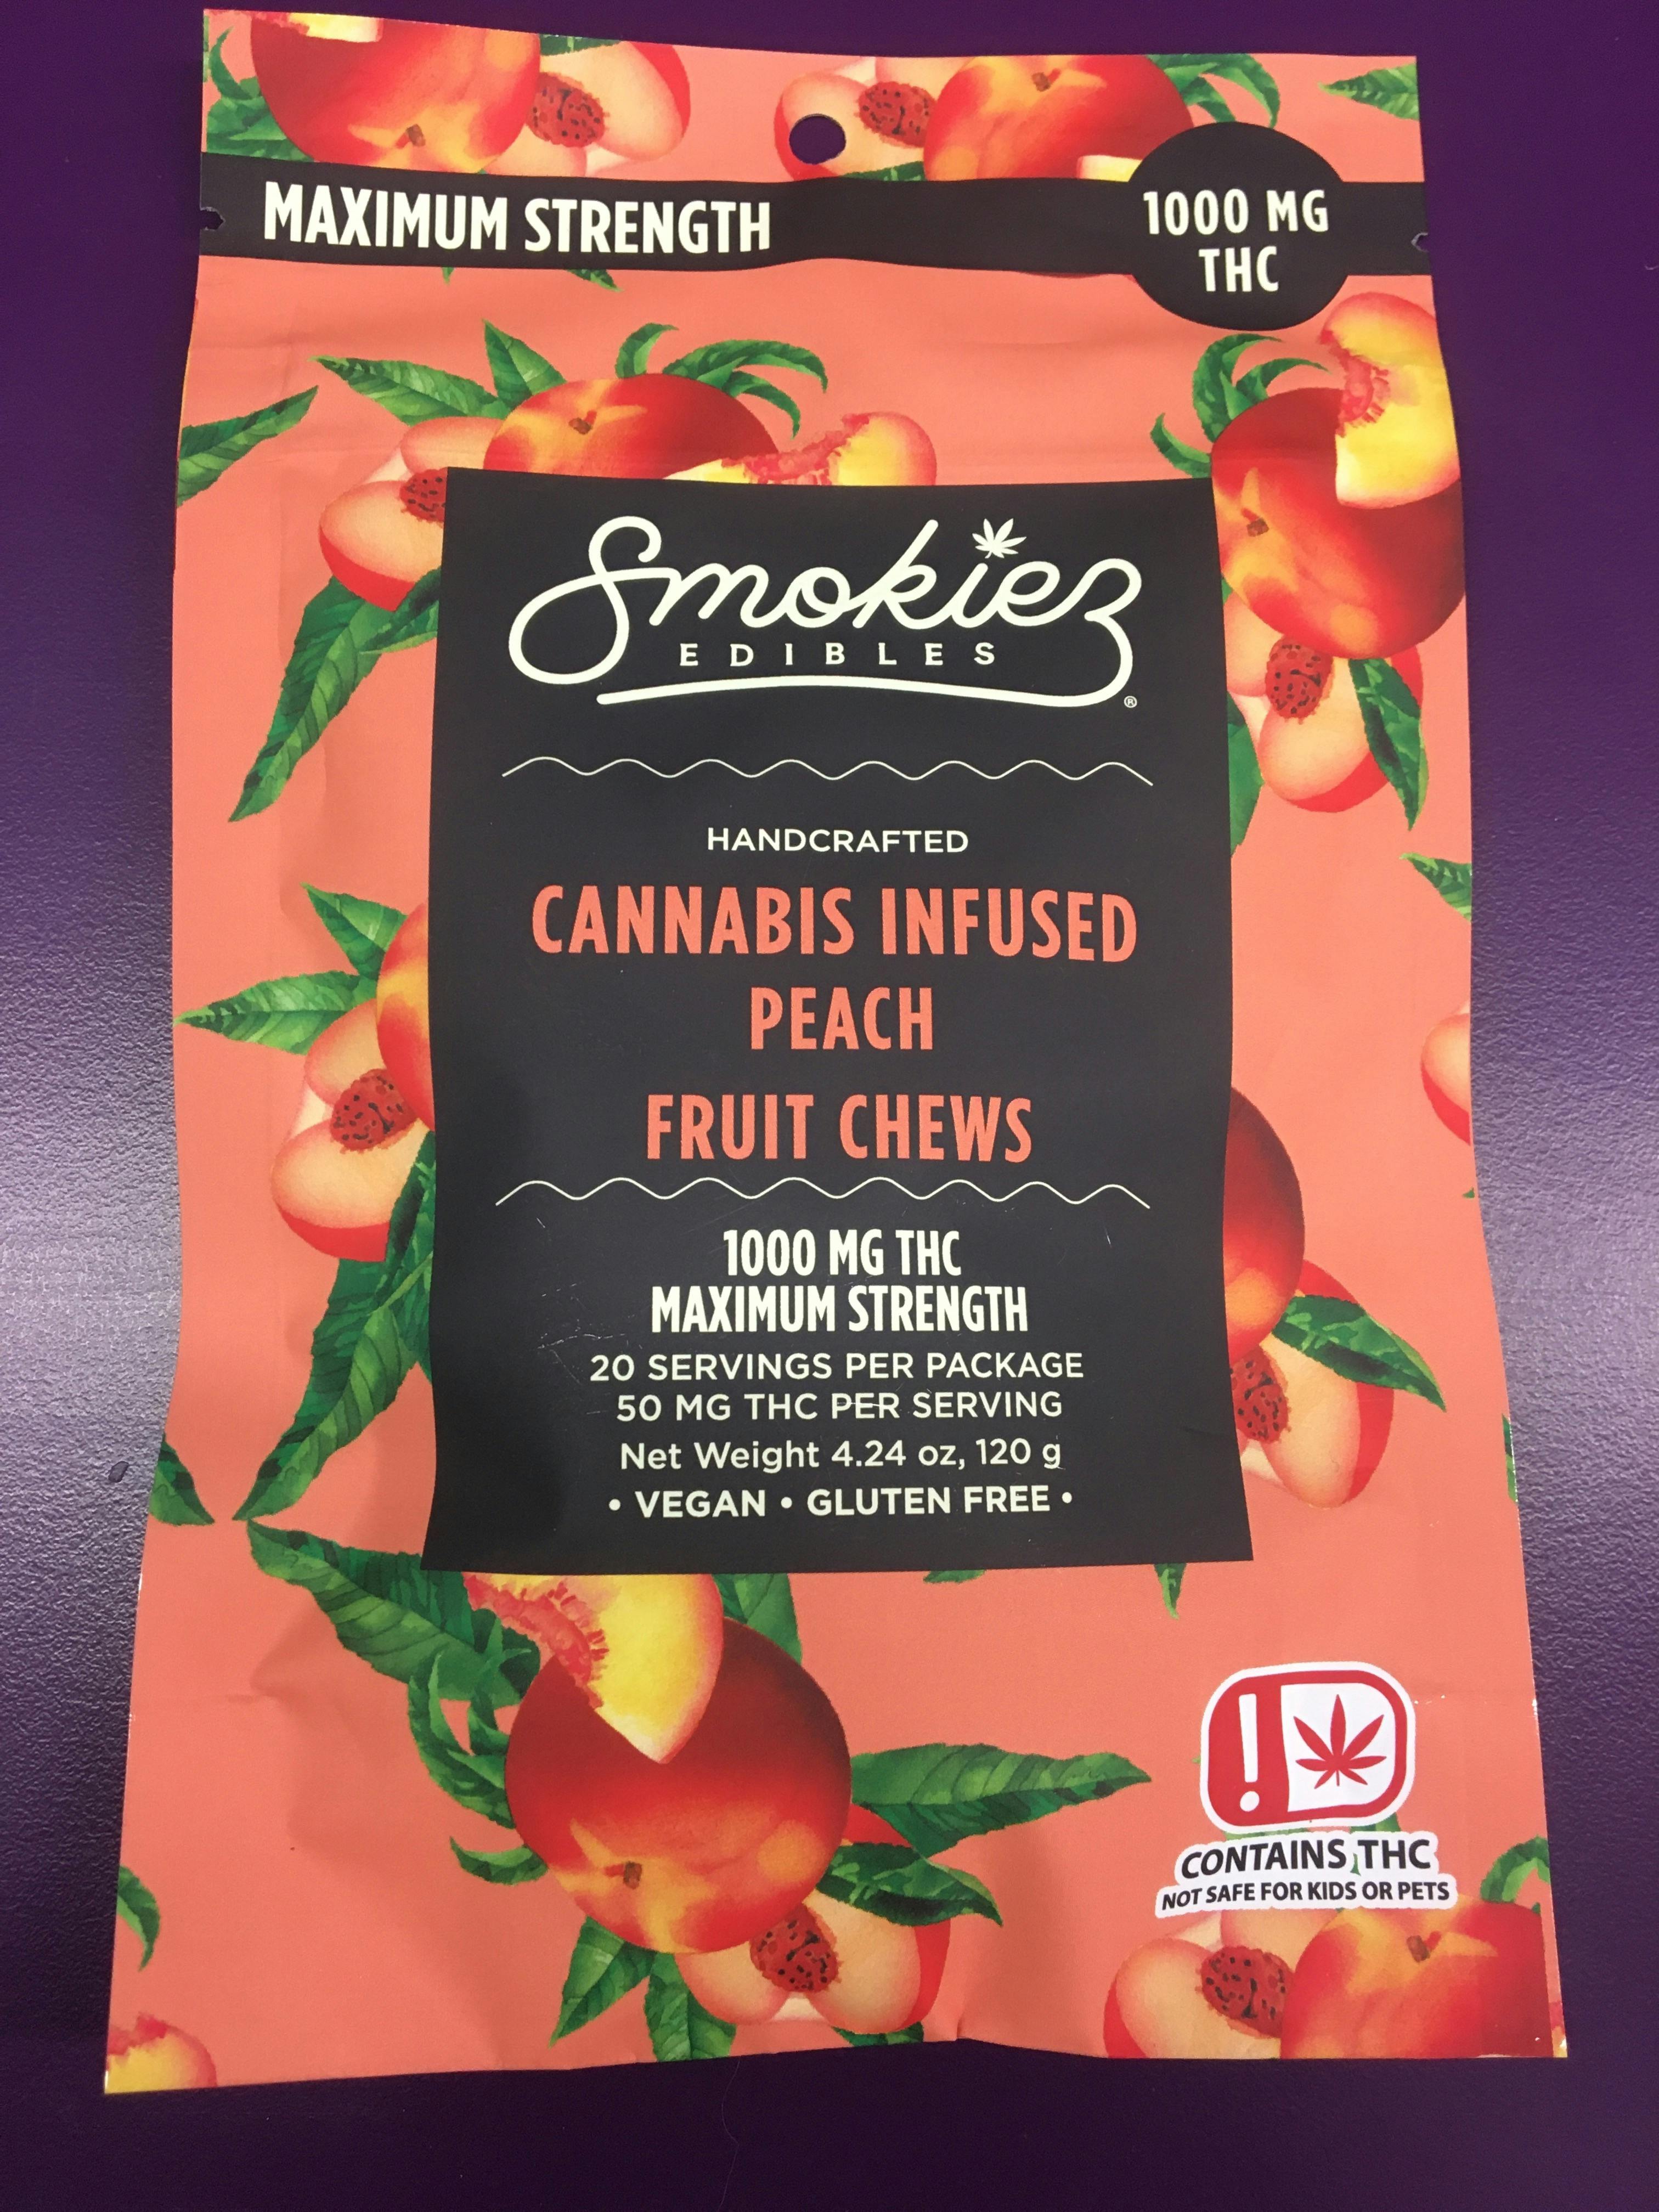 MAXIMUM STRENGTH
1000 MG
THC
Smokiez
EDIBLES
®
HANDCRAFTED
CANNABIS INFUSED
PEACH
FRUIT CHEWS
1000 MG THC
MAXIMUM STRENGTH
20 SERVINGS PER PACKAGE
50 MG THC PER SERVING
Net Weight 4.24 oz, 120 g
• VEGAN • GLUTEN FREE •
!
CONTAINS THC
NOT SAFE FOR KIDS OR PETS